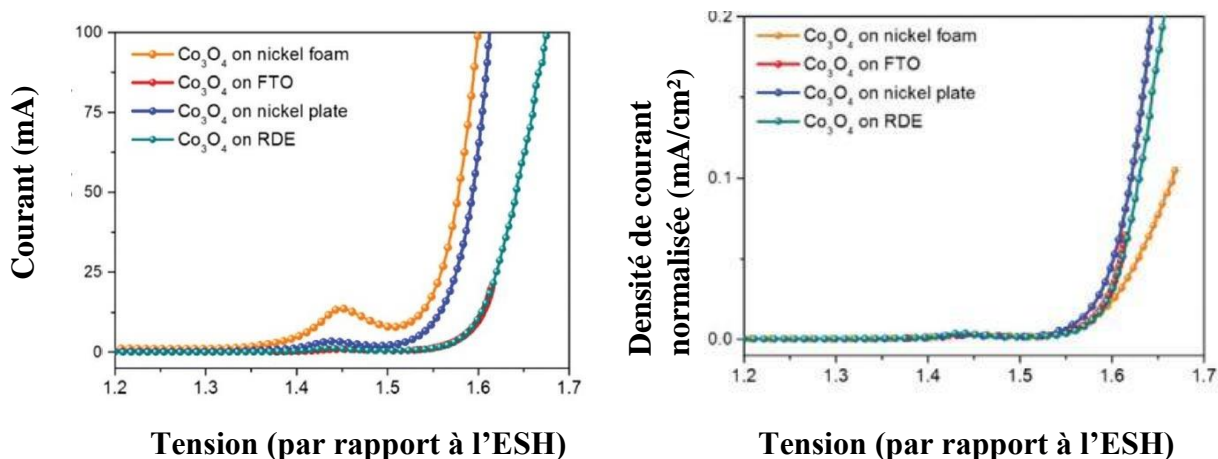 Courant (mA)
100
75
50
25
0
Co₃O₄ on nickel foam
Co₃O₄ on FTO
Co₃O₄ on nickel plate
Co₃O₄ on RDE
1.2 1.3 1.4 1.5 1.6 1.7
Tension (par rapport à l’ESH)
Densité de courant
normalisée (mA/cm²)
0.2
0.1
0.0
Co₃O₄ on nickel foam
Co₃O₄ on FTO
Co₃O₄ on nickel plate
Co₃O₄ on RDE
1.2 1.3 1.4 1.5 1.6 1.7
Tension (par rapport à l’ESH)